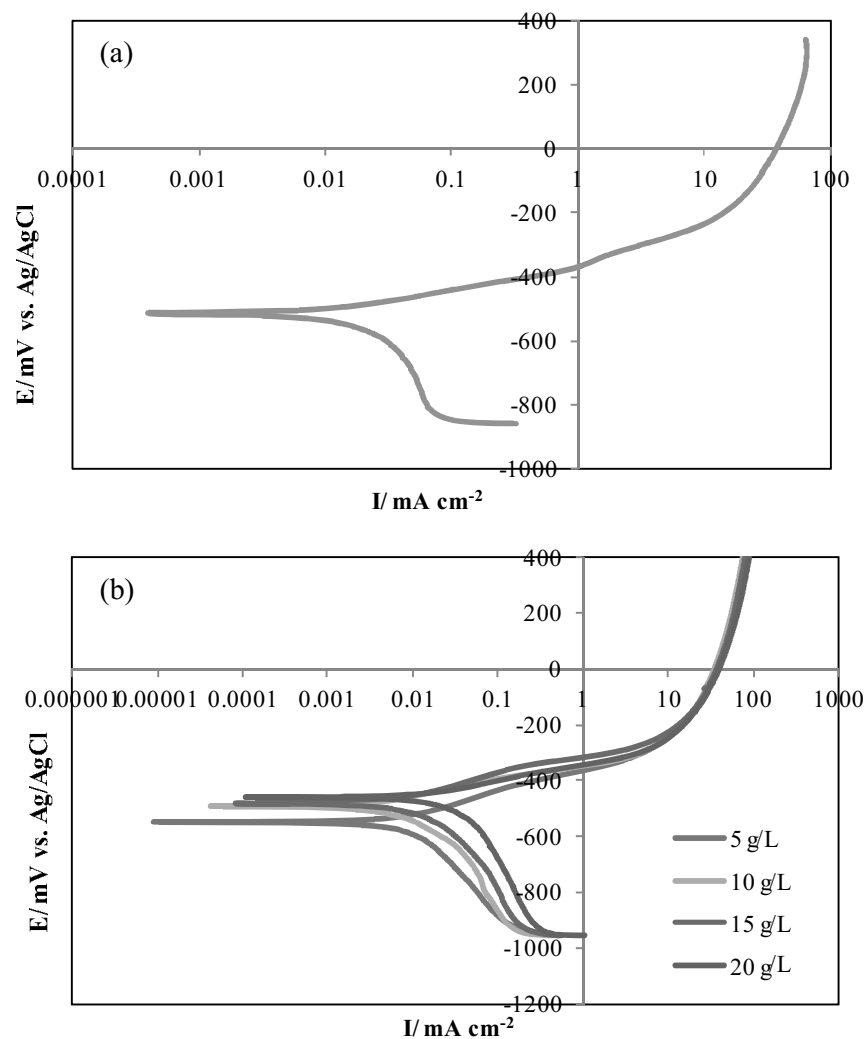 (a)
400
200
0
0.0001 0.001 0.01 0.1 1 10 100
-200
-400
-600
-800
-1000
E/ mV vs. Ag/AgCl
I/ mA cm-2
(b)
400
200
0
0.000001 0.00001 0.0001 0.001 0.01 0.1 1 10 100 1000
-200
-400
-600
-800
-1000
-1200
E/ mV vs. Ag/AgCl
5 g/L
10 g/L
15 g/L
20 g/L
I/ mA cm-2